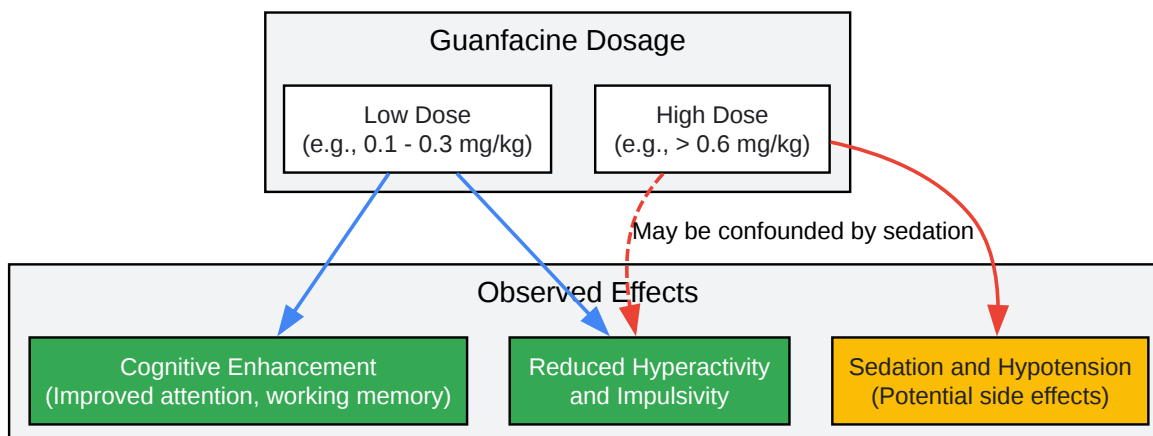 Guanfacine Dosage
Low Dose
(e.g., 0.1 - 0.3 mg/kg)
High Dose
(e.g., > 0.6 mg/kg)
May be confounded by sedation
Observed Effects
Cognitive Enhancement
(Improved attention, working memory)
Reduced Hyperactivity
and Impulsivity
Sedation and Hypotension
(Potential side effects)